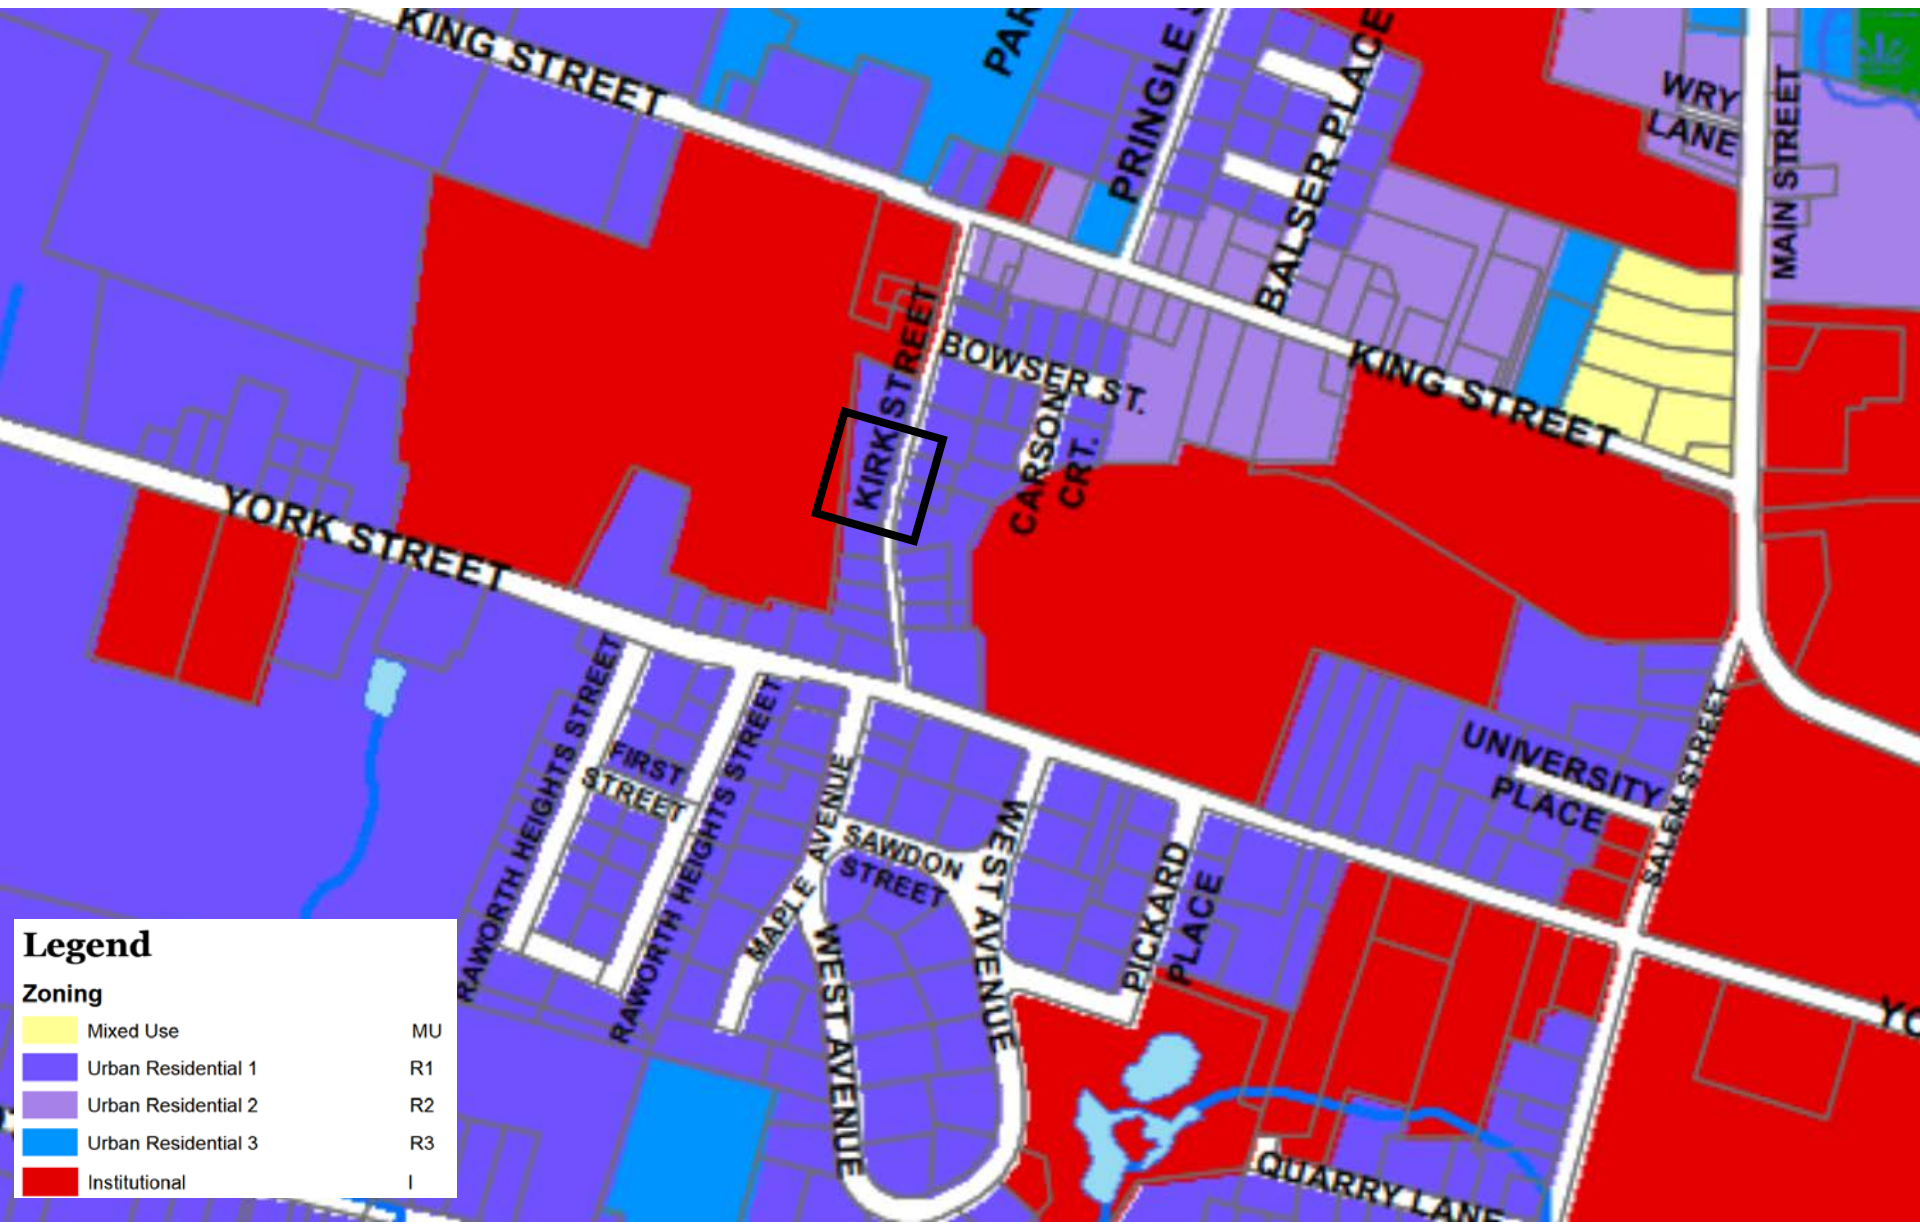 KING STREET
PAR
PRINGLE
BALSER PLACE
WRY
LANE
MAIN STREET
KIRK STREET
BOWSER ST.
CARSON
CRT.
KING STREET
YORK STREET
RAWORTH HEIGHTS STREET
FIRST
STREET
RAWORTH HEIGHTS STREET
MAPLE AVENUE
SAWDON
STREET
WEST AVENUE
WEST AVENUE
PICKARD
PLACE
UNIVERSITY
PLACE
SALEM STREET
YO
QUARRY LANE
Legend
Zoning
Mixed Use MU
Urban Residential 1 R1
Urban Residential 2 R2
Urban Residential 3 R3
Institutional I